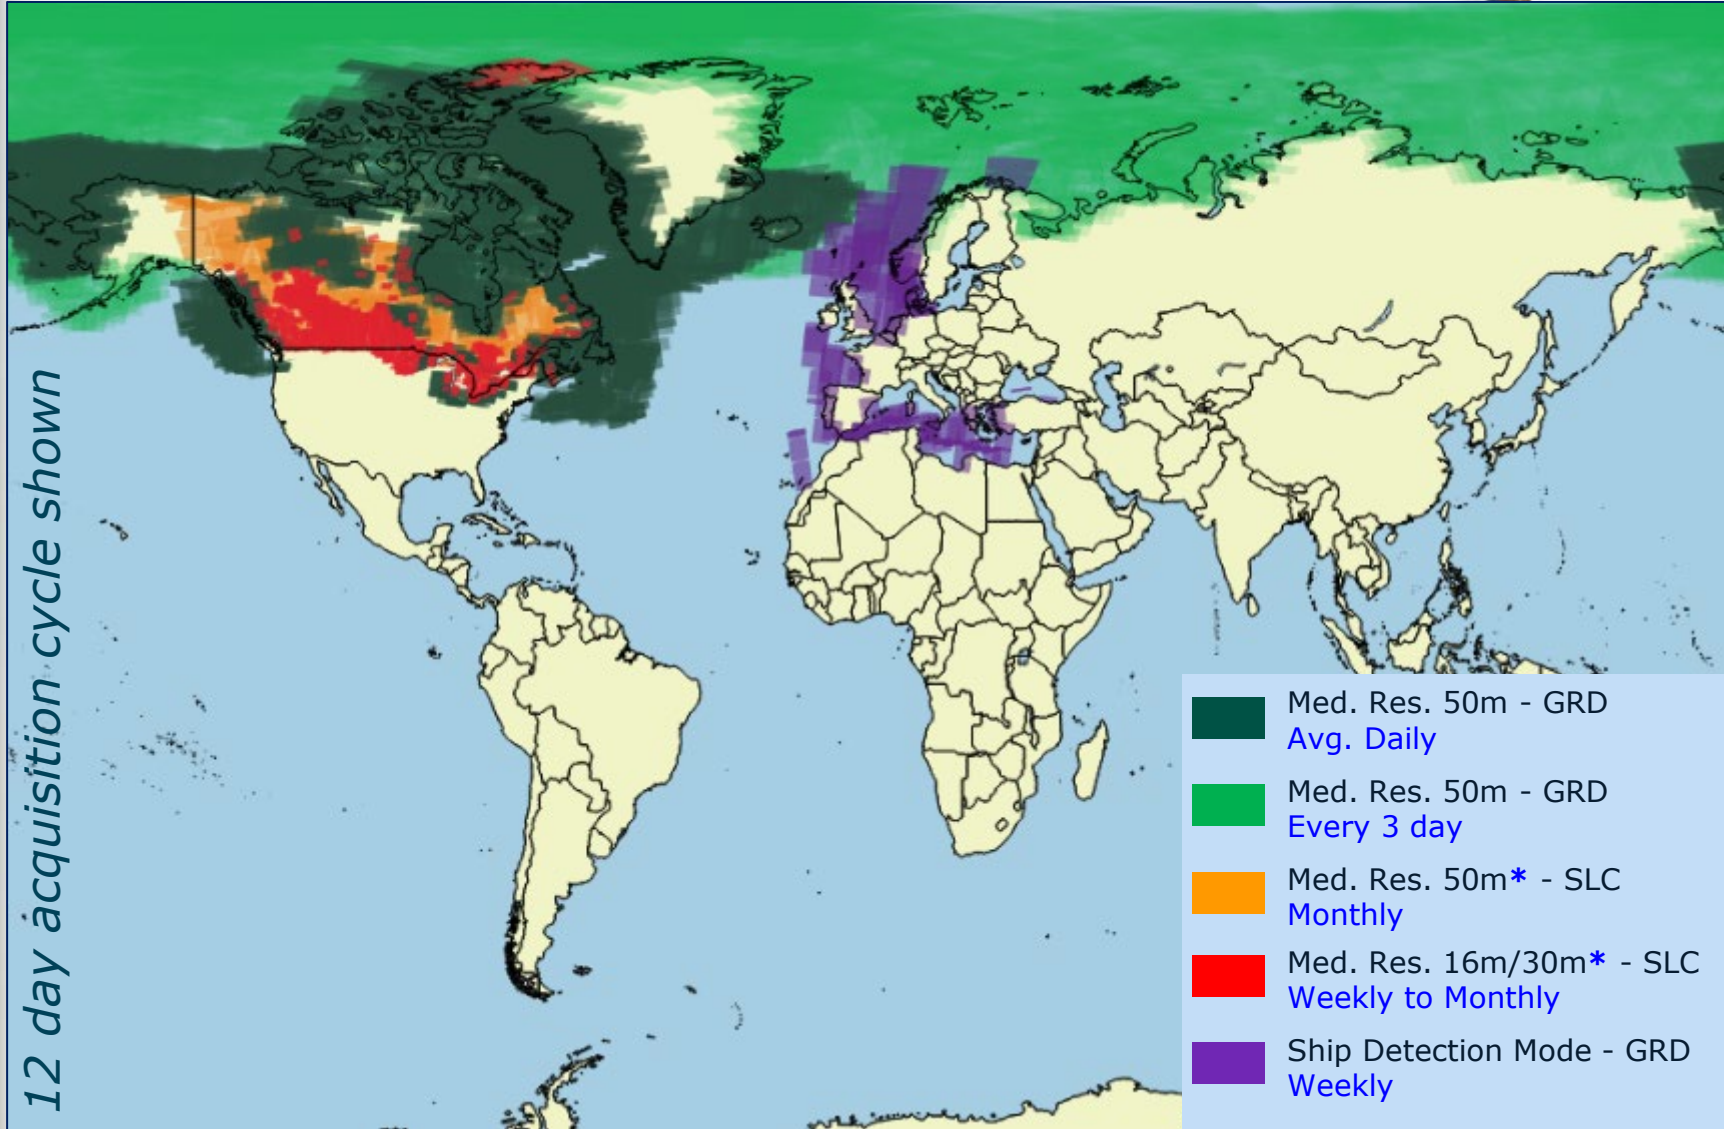 12 day acquisition cycle shown
Med. Res. 50m - GRD
Avg. Daily
Med. Res. 50m - GRD
Every 3 day
Med. Res. 50m* - SLC
Monthly
Med. Res. 16m/30m* - SLC
Weekly to Monthly
Ship Detection Mode - GRD
Weekly